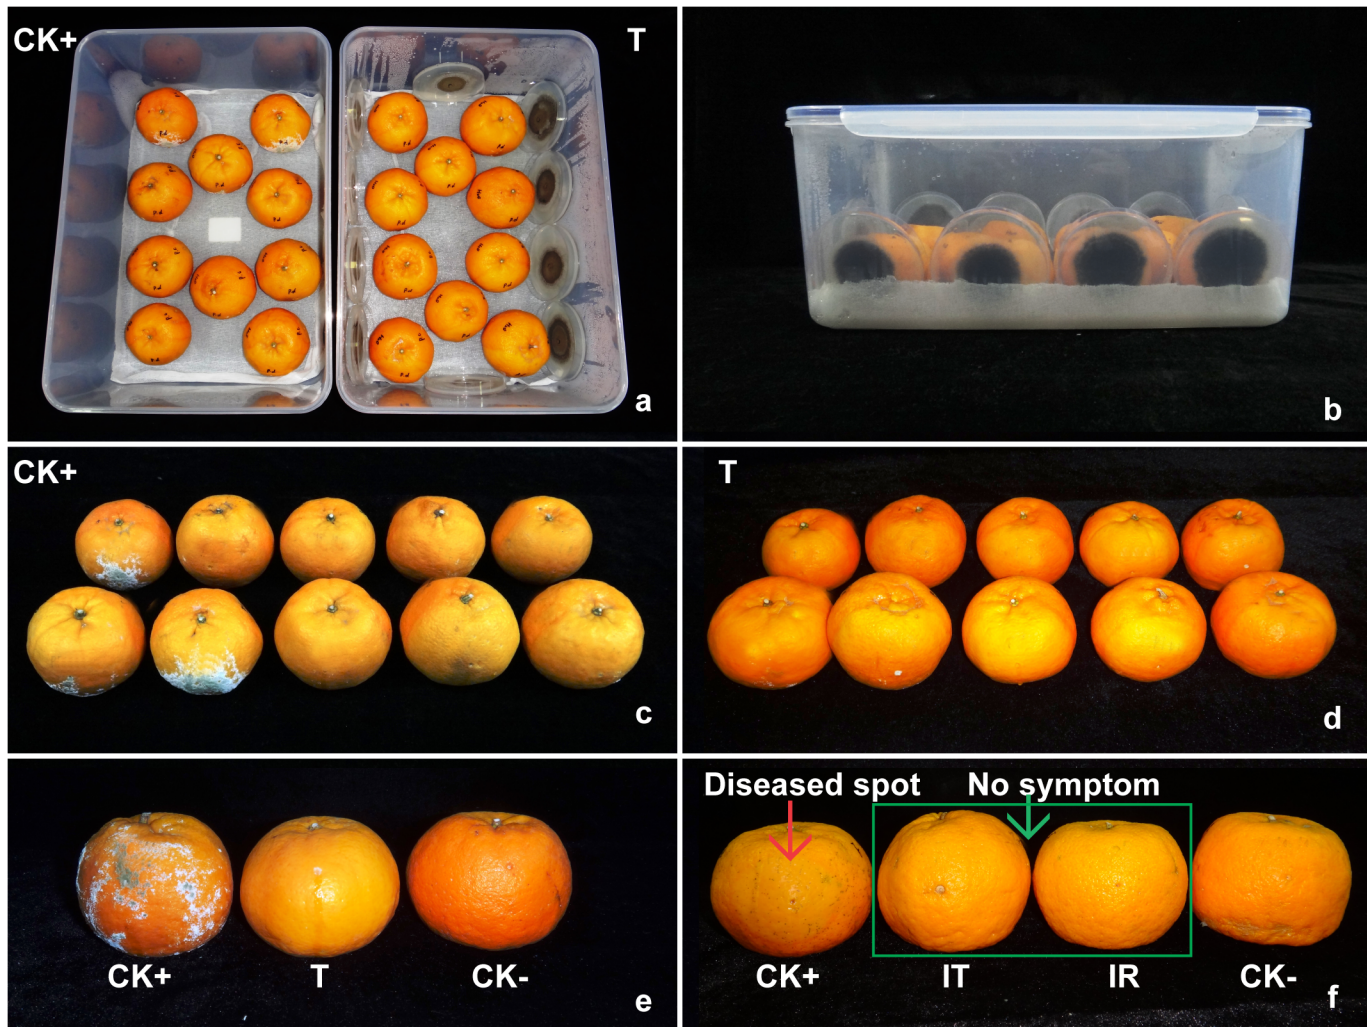 CK+
T
a
b
CK+
c
T
d
CK+
T
CK-
e
Diseased spot
No symptom
CK+
IT
IR
CK-
f